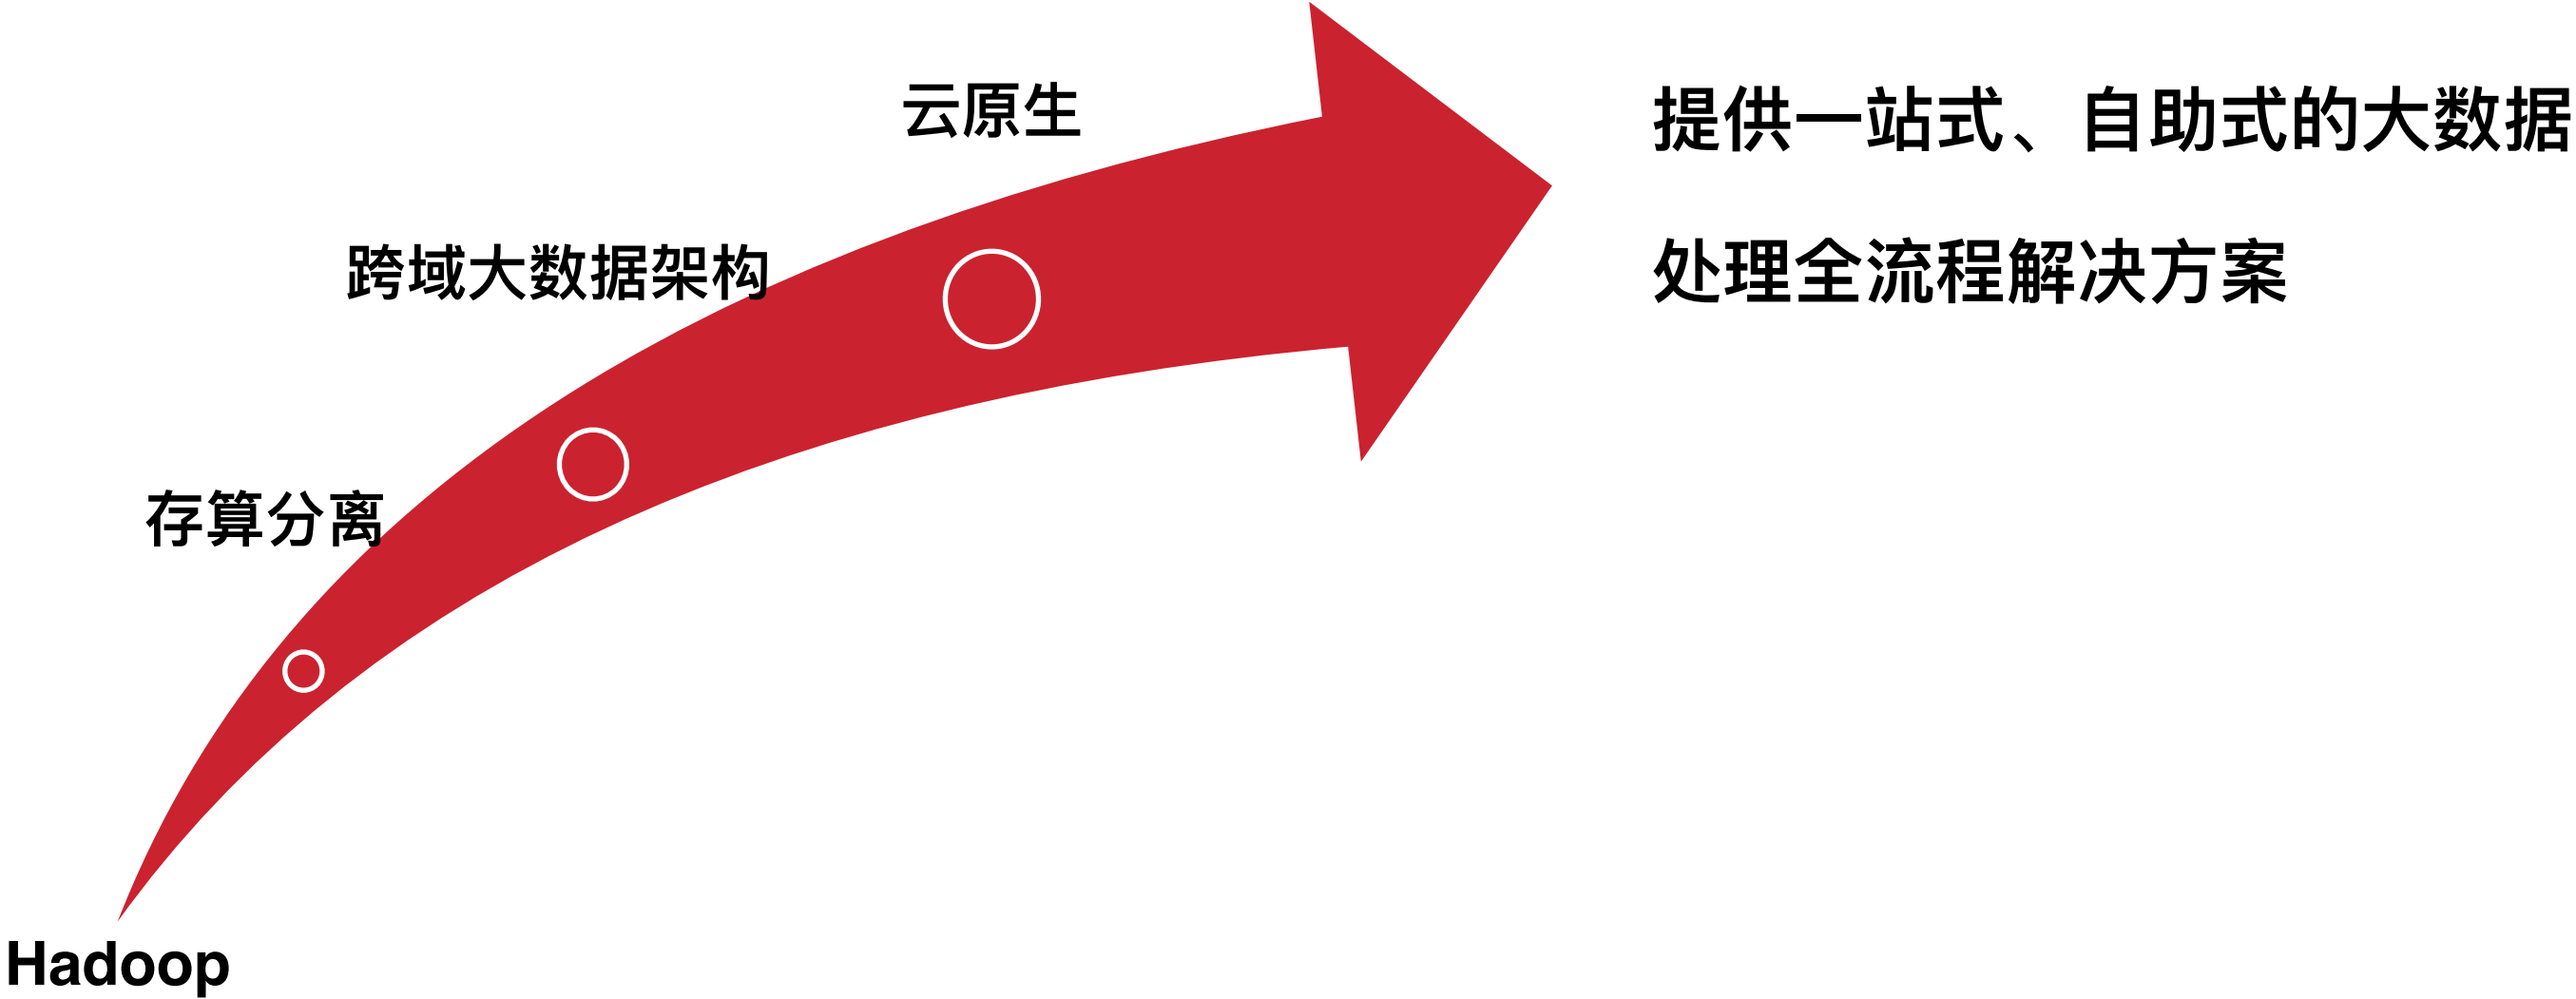 云原生
提供一站式、自助式的大数据
处理全流程解决方案
跨域大数据架构
存算分离
Hadoop